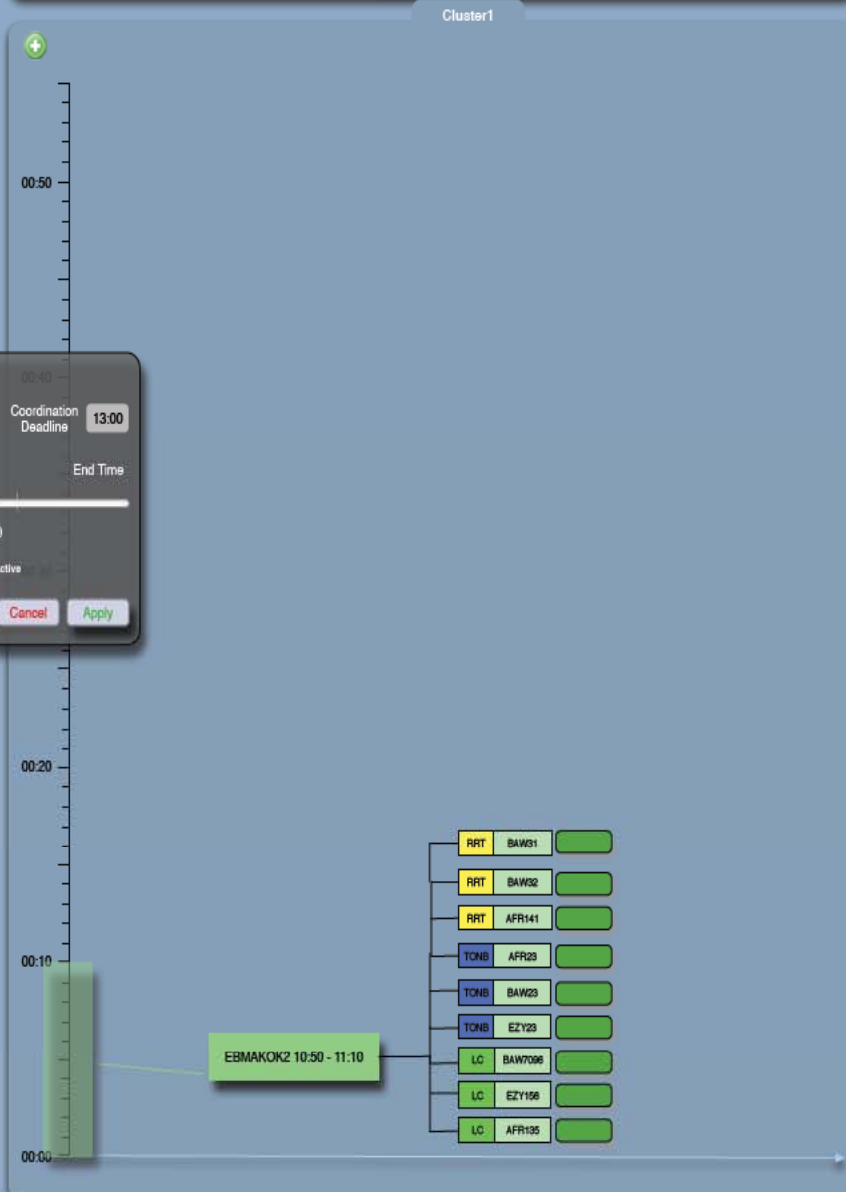 Cluster1
00:50
00:40
Coordination
Deadline
13:00
End Time
ctive
Cancel
Apply
00:20
RRT BAW31
RRT BAW32
RRT AFR141
00:10
TONB AFR23
TONB BAW23
TONB EZY23
EBMAKOK2 10:50 - 11:10
LC BAW7096
LC EZY156
LC AFR135
00:00